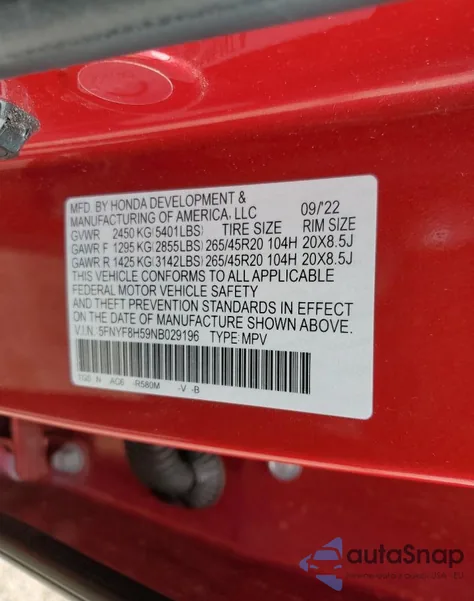 MFD. BY HONDA DEVELOPMENT &
MANUFACTURING OF AMERICA, LLC 09/'22
GVWR 2450 KG (5401LBS) TIRE SIZE RIM SIZE
GAWR F 1295 KG (2855LBS) 265/45R20 104H 20X8.5J
GAWR R 1425 KG (3142LBS) 265/45R20 104H 20X8.5J
THIS VEHICLE CONFORMS TO ALL APPLICABLE
FEDERAL MOTOR VEHICLE SAFETY
AND THEFT PREVENTION STANDARDS IN EFFECT
ON THE DATE OF MANUFACTURE SHOWN ABOVE.
V.I.N. 5FNYF8H59NB029196 TYPE: MPV
-R580M -V -B
autoSnap